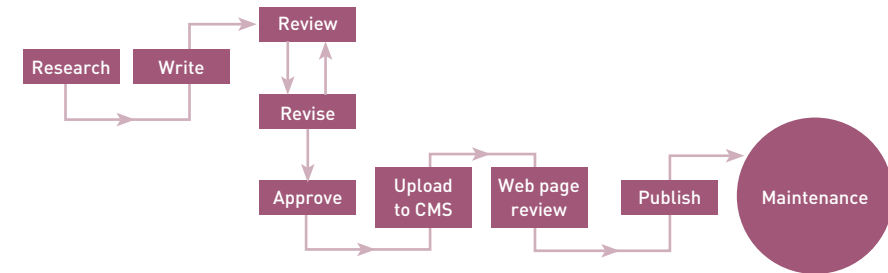 Research
Write
Review
Revise
Approve
Upload
to CMS
Web page
review
Publish
Maintenance